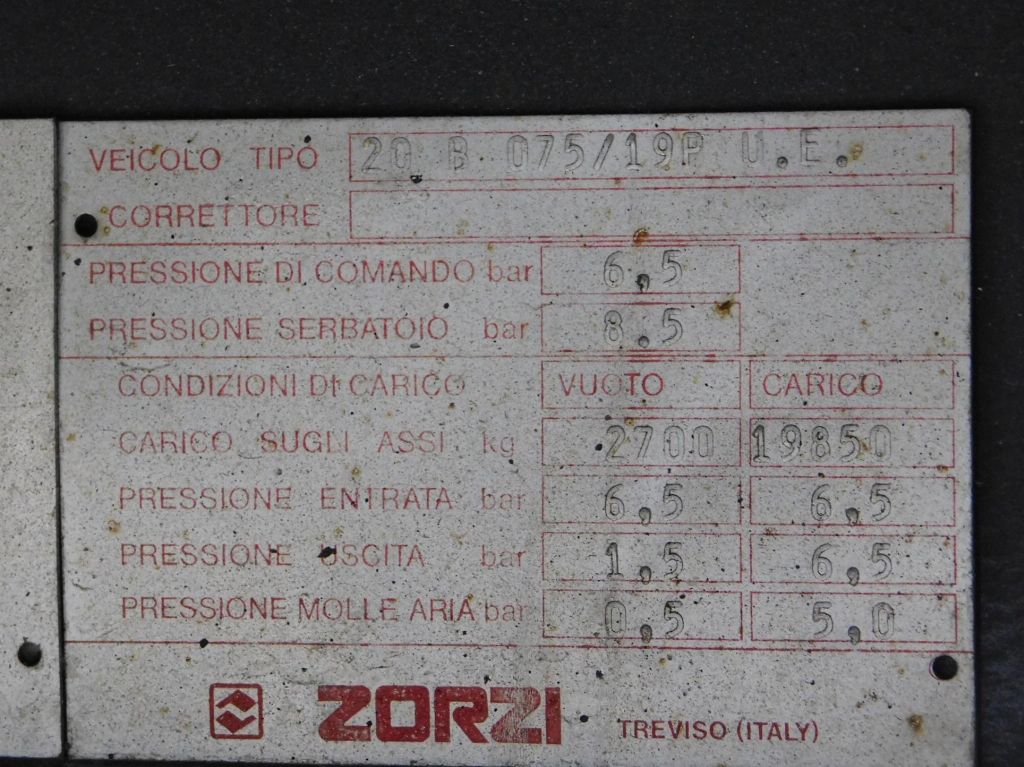 VEICOLO TIPO 20 B 075/19P U.E.
CORRETTORE
PRESSIONE DI COMANDO bar 6,5
PRESSIONE SERBATOIO bar 8.5
CONDIZIONI DI CARICO VUOTO CARICO
CARICO SUGLI ASSI kg 2700 19850
PRESSIONE ENTRATA bar 6,5 6,5
PRESSIONE USCITA bar 1,5 6,5
PRESSIONE MOLLE ARIA bar 0,5 5,0
ZORZI TREVISO (ITALY)